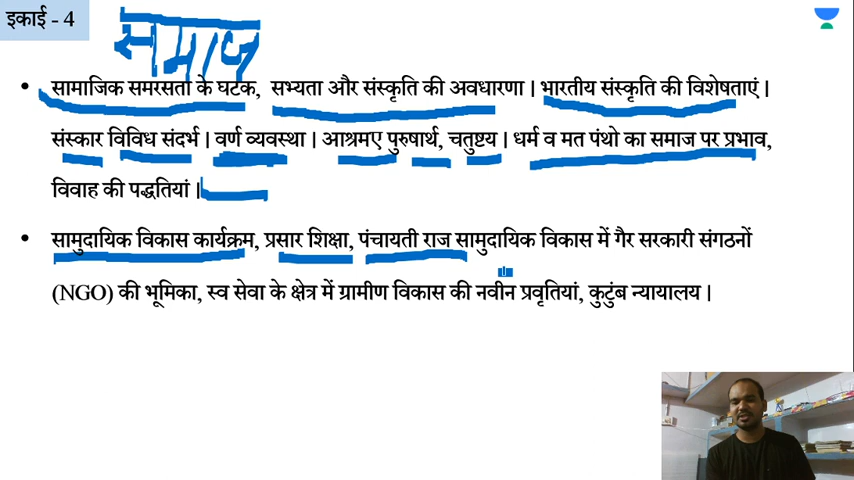 इकाई - 4
समाज
• सामाजिक समरसता के घटक, सभ्यता और संस्कृति की अवधारणा | भारतीय संस्कृति की विशेषताएं |
संस्कार विविध संदर्भ | वर्ण व्यवस्था | आश्रमए पुरुषार्थ, चतुष्टय | धर्म व मत पंथो का समाज पर प्रभाव,
विवाह की पद्धतियां |
• सामुदायिक विकास कार्यक्रम, प्रसार शिक्षा, पंचायती राज सामुदायिक विकास में गैर सरकारी संगठनों
(NGO) की भूमिका, स्व सेवा के क्षेत्र में ग्रामीण विकास की नवीन प्रवृतियां, कुटुंब न्यायालय |